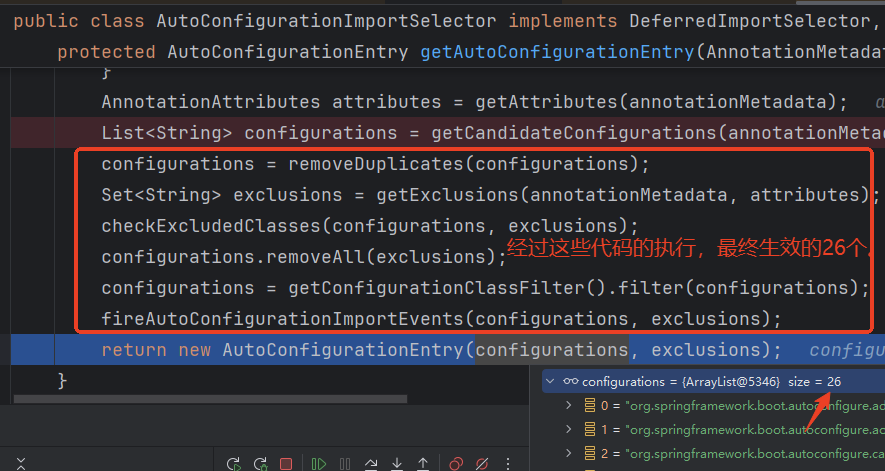 public class AutoConfigurationImportSelector implements DeferredImportSelector,
protected AutoConfigurationEntry getAutoConfigurationEntry(AnnotationMetada
}
AnnotationAttributes attributes = getAttributes(annotationMetadata);
List<String> configurations = getCandidateConfigurations(annotationMeta
configurations = removeDuplicates(configurations);
Set<String> exclusions = getExclusions(annotationMetadata, attributes);
checkExcludedClasses(configurations, exclusions);
configurations.removeAll(exclusions);
经过这些代码的执行，最终生效的26个
configurations = getConfigurationClassFilter().filter(configurations);
fireAutoConfigurationImportEvents(configurations, exclusions);
return new AutoConfigurationEntry(configurations, exclusions); configu
}
configurations = {ArrayList@5346} size = 26
0 = "org.springframework.boot.autoconfigure.ad
1 = "org.springframework.boot.autoconfigure.ao
2 = "org.springframework.boot.autoconfigure.ca